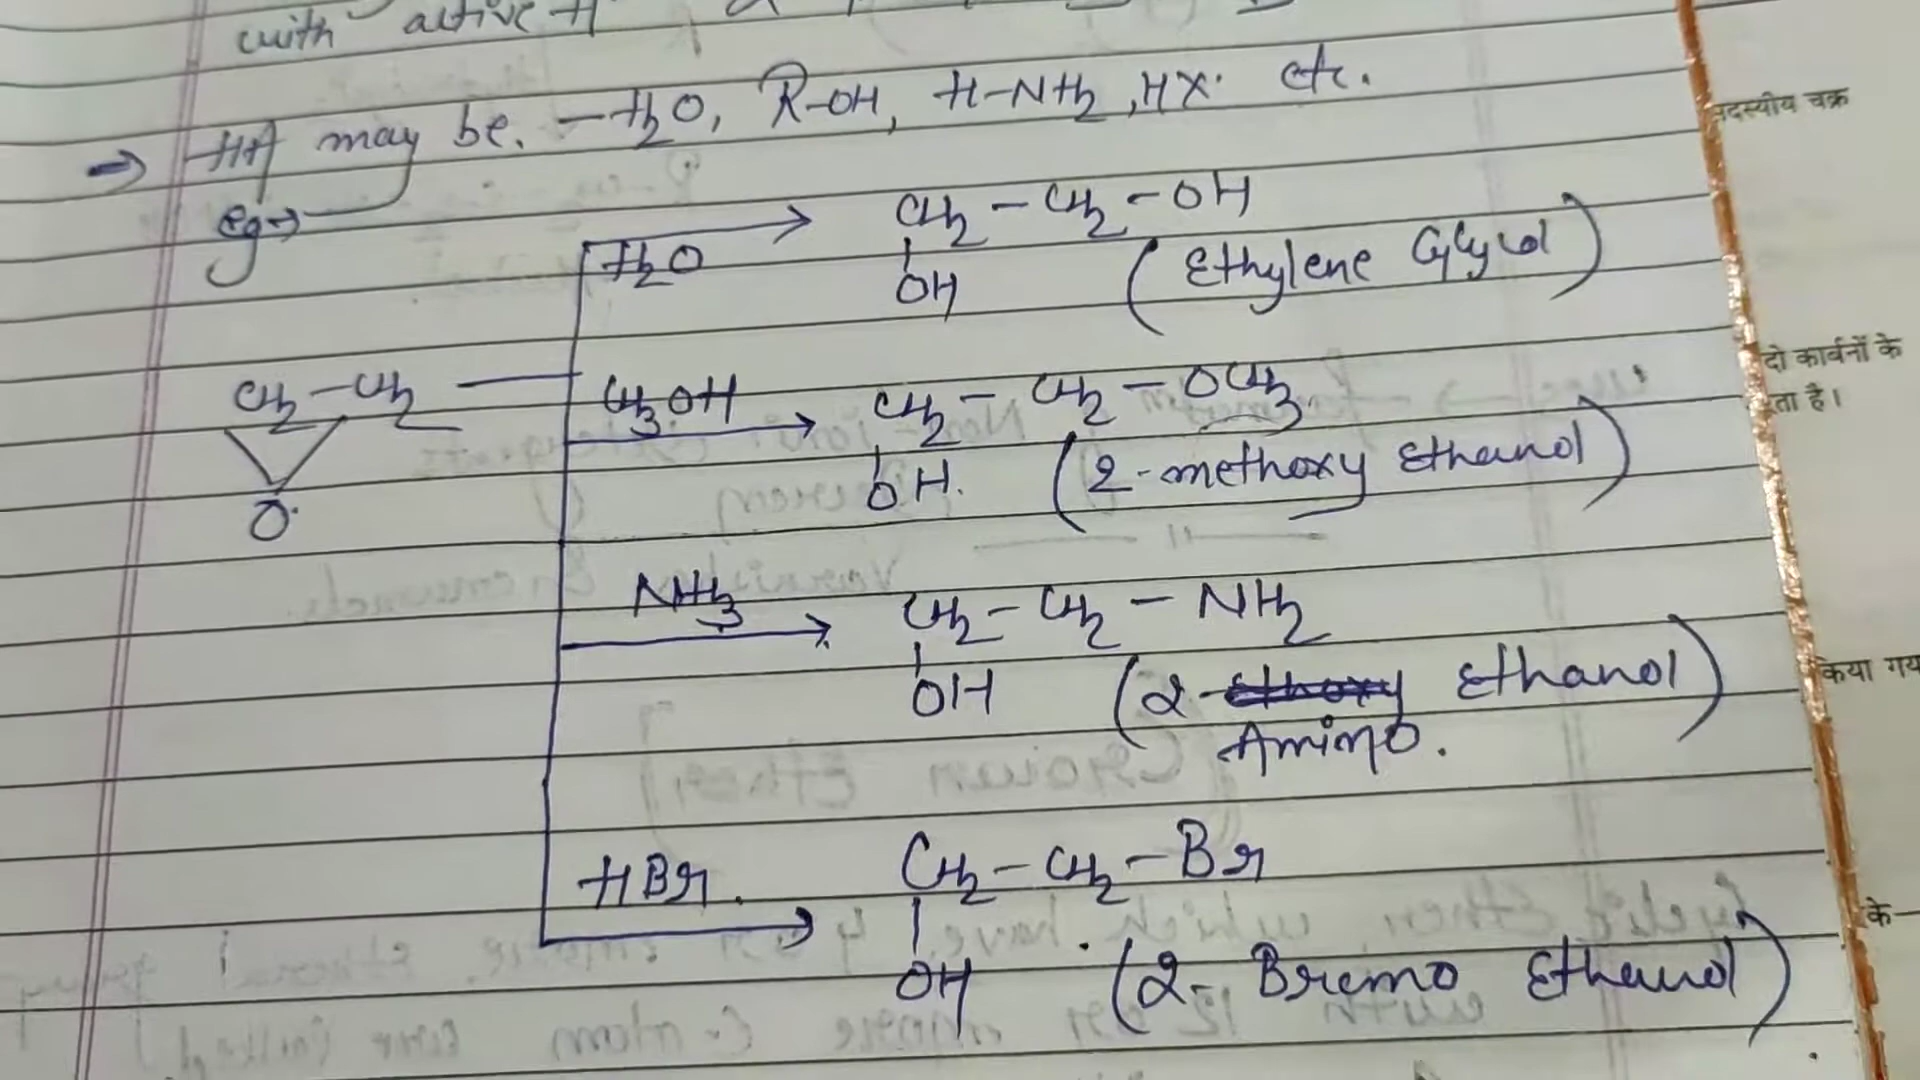 with active H
⇒ HA may be. – H₂O, R–OH, H–NH₂, HX. etc.
eg→
H₂O → CH₂ – CH₂ – OH
OH (Ethylene Glycol)
CH₂ – CH₂
O
CH₃OH → CH₂ – CH₂ – OCH₃
OH. (2-methoxy Ethanol)
NH₃ → CH₂ – CH₂ – NH₂
OH (2- Ethanol)
Amino.
HBr. → CH₂ – CH₂ – Br
OH (2- Bromo Ethanol)
दस्यीय चक्र
दो कार्बनों के
ता है।
किया गय
के–